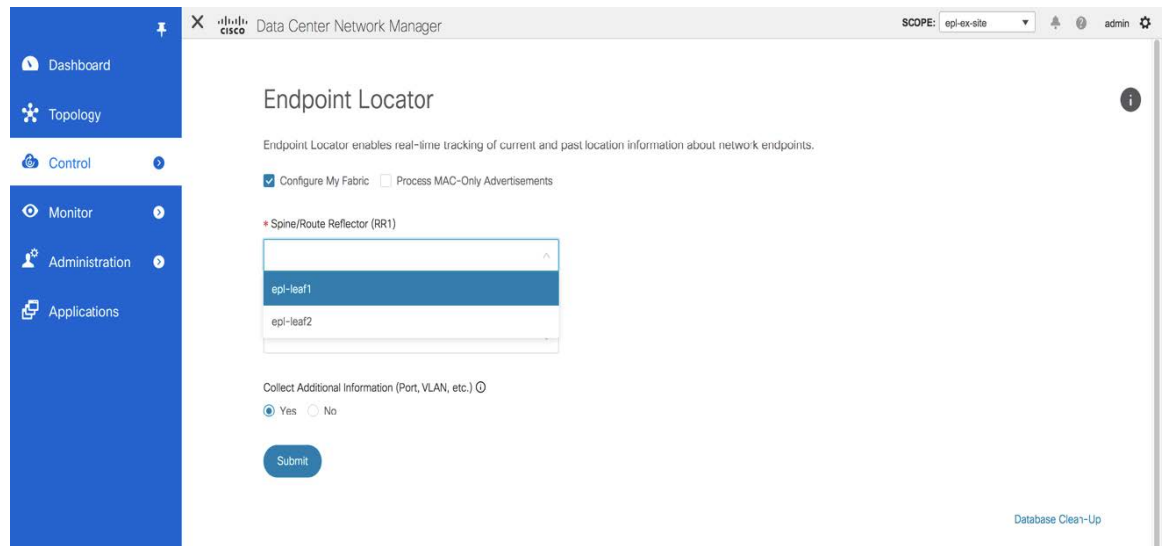 CISCO Data Center Network Manager
SCOPE: epl-ex-site
admin
Dashboard
Topology
Control
Monitor
Administration
Applications
Endpoint Locator
Endpoint Locator enables real-time tracking of current and past location information about network endpoints.
Configure My Fabric Process MAC-Only Advertisements
* Spine/Route Reflector (RR1)
epl-leaf1
epl-leaf2
Collect Additional Information (Port, VLAN, etc.)
Yes No
Submit
Database Clean-Up